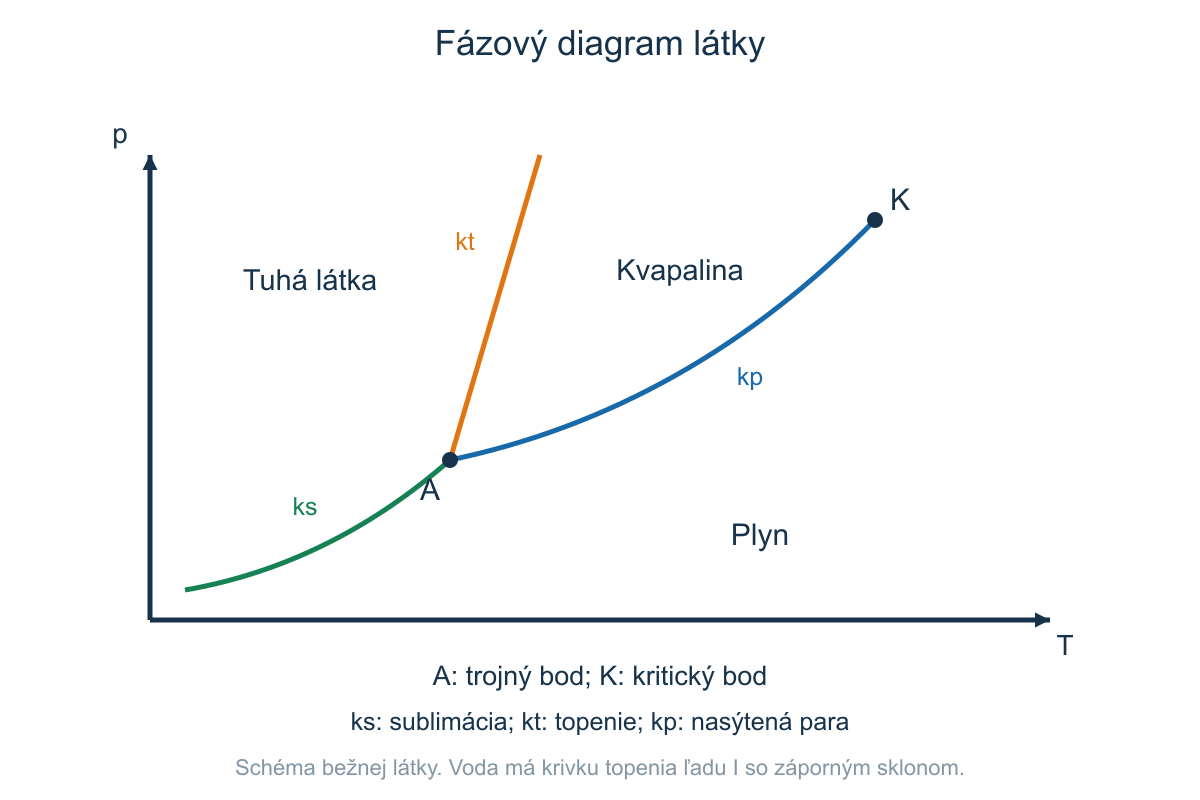 Fázový diagram látky
p
K
kt
Kvapalina
Tuhá látka
kp
A
ks
Plyn
T
A: trojný bod; K: kritický bod
ks: sublimácia; kt: topenie; kp: nasýtená para
Schéma bežnej látky. Voda má krivku topenia ľadu I so záporným sklonom.